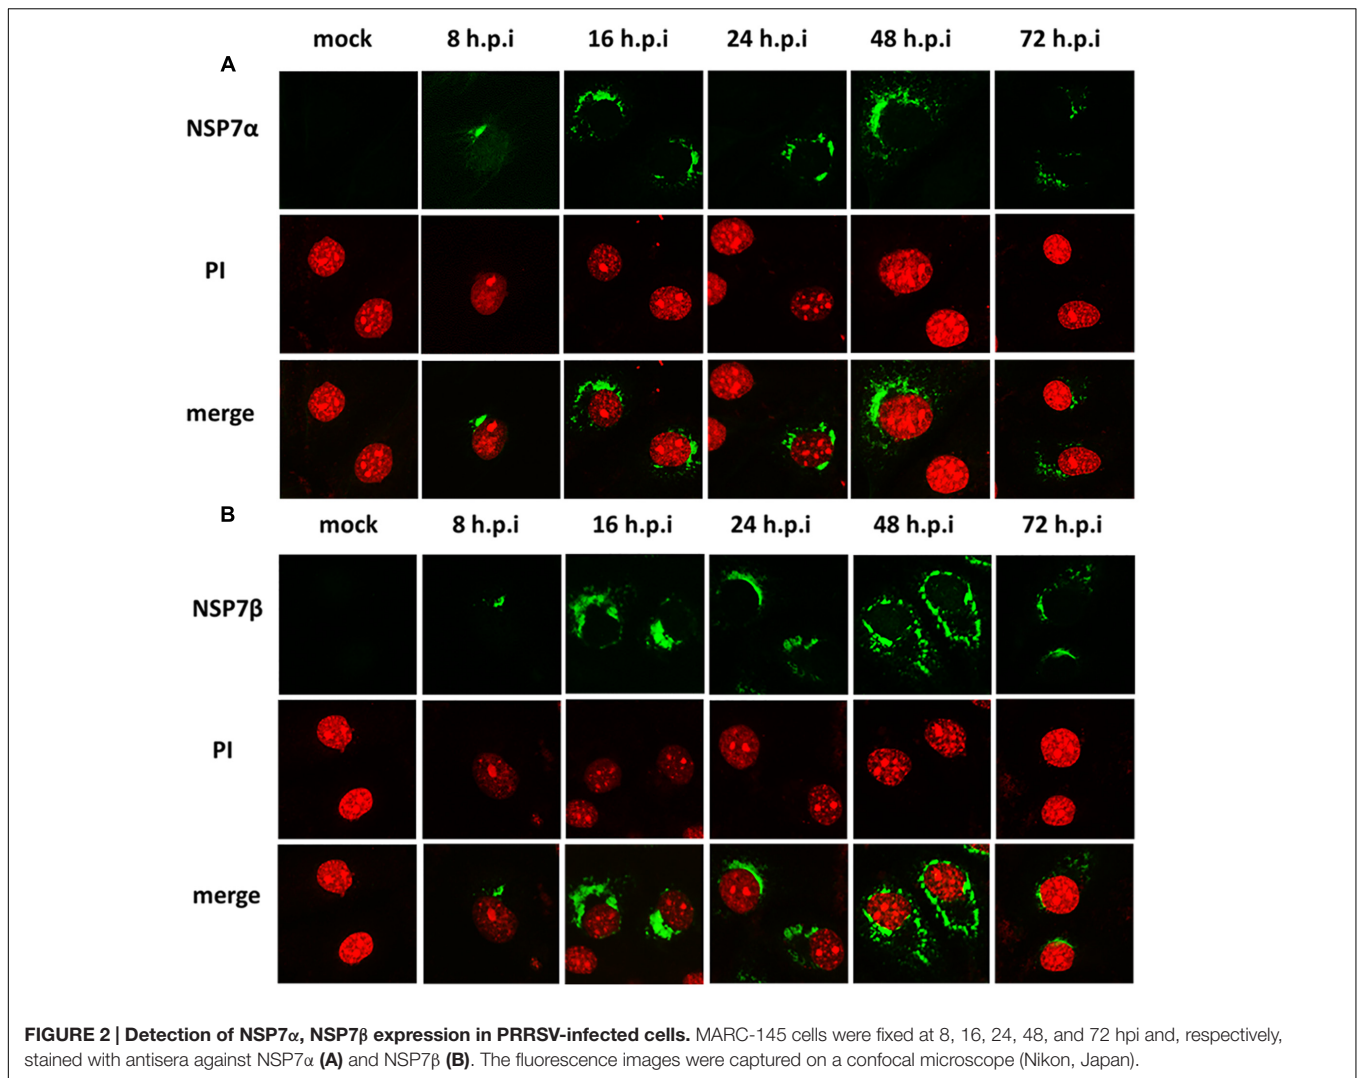 mock 8 h.p.i 16 h.p.i 24 h.p.i 48 h.p.i 72 h.p.i
A
NSP7α
PI
merge
B
mock 8 h.p.i 16 h.p.i 24 h.p.i 48 h.p.i 72 h.p.i
NSP7β
PI
merge
FIGURE 2 | Detection of NSP7α, NSP7β expression in PRRSV-infected cells. MARC-145 cells were fixed at 8, 16, 24, 48, and 72 hpi and, respectively,
stained with antisera against NSP7α (A) and NSP7β (B). The fluorescence images were captured on a confocal microscope (Nikon, Japan).